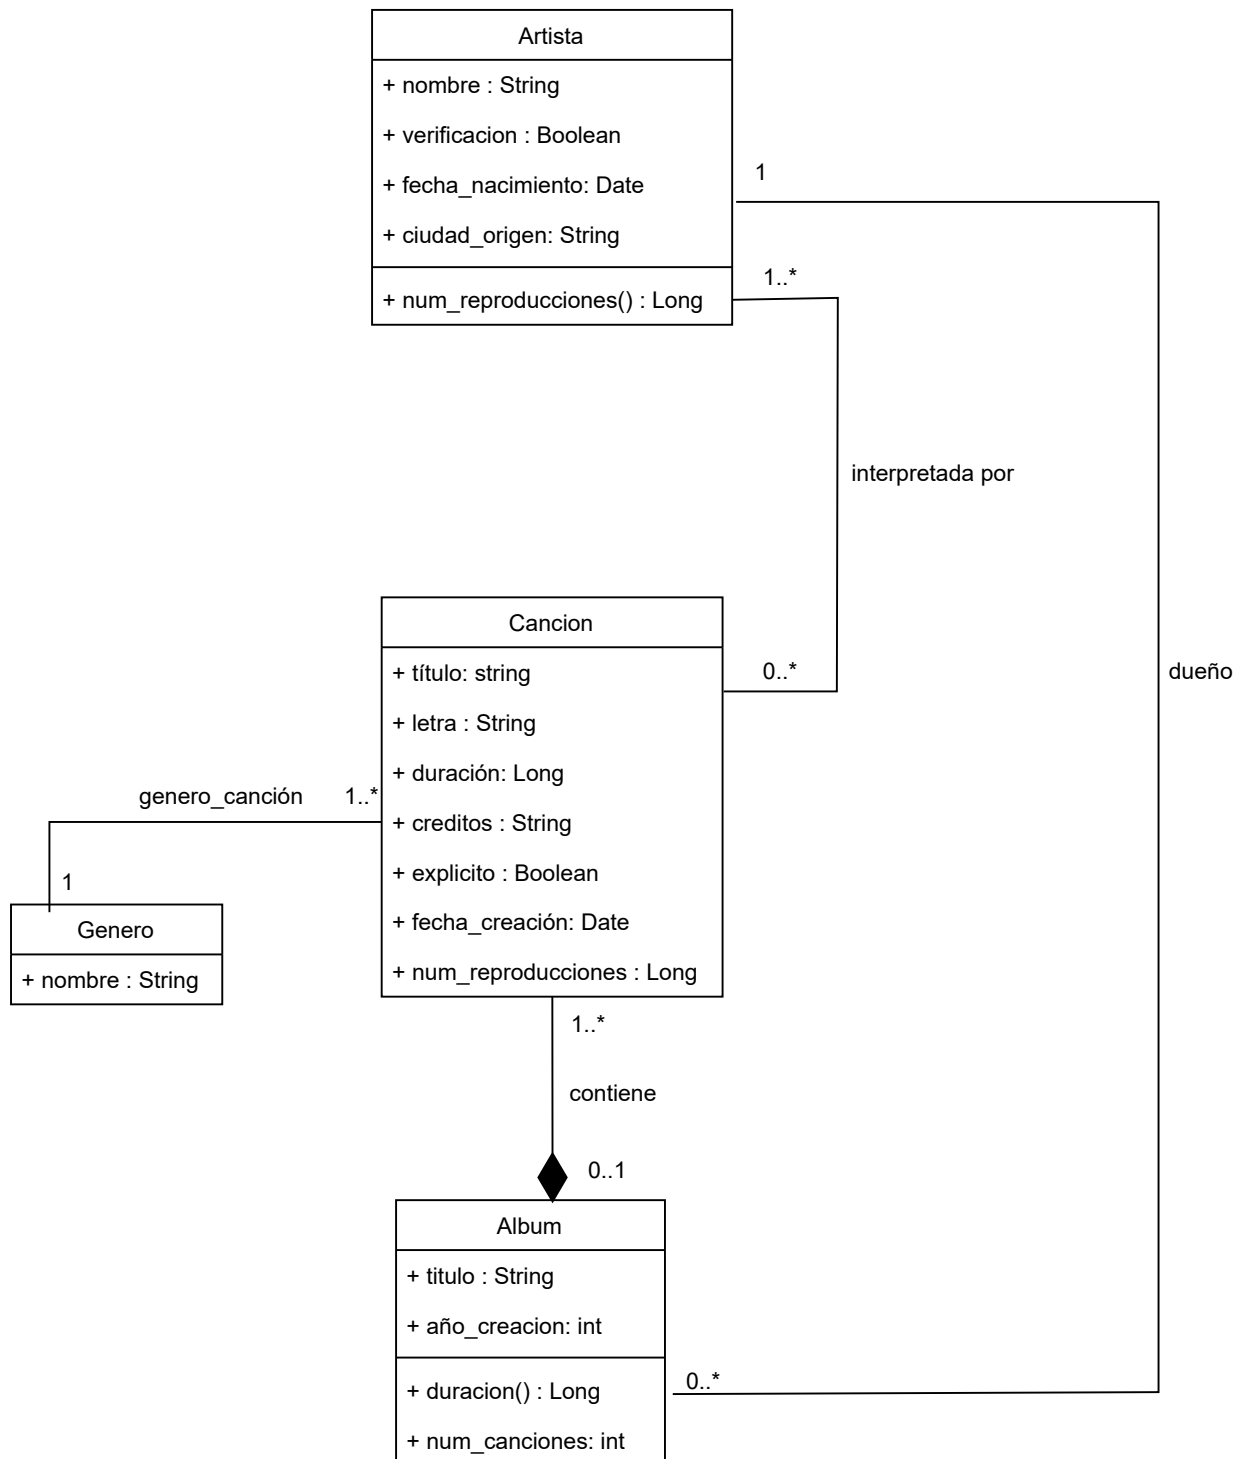 Artista
+ nombre : String
+ verificacion : Boolean
+ fecha_nacimiento: Date
+ ciudad_origen: String
+ num_reproducciones() : Long
1
1..*
interpretada por
0..*
dueño
Cancion
+ título: string
+ letra : String
+ duración: Long
+ creditos : String
+ explicito : Boolean
+ fecha_creación: Date
+ num_reproducciones : Long
genero_canción
1..*
1
Genero
+ nombre : String
1..*
contiene
0..1
Album
+ titulo : String
+ año_creacion: int
+ duracion() : Long
+ num_canciones: int
0..*